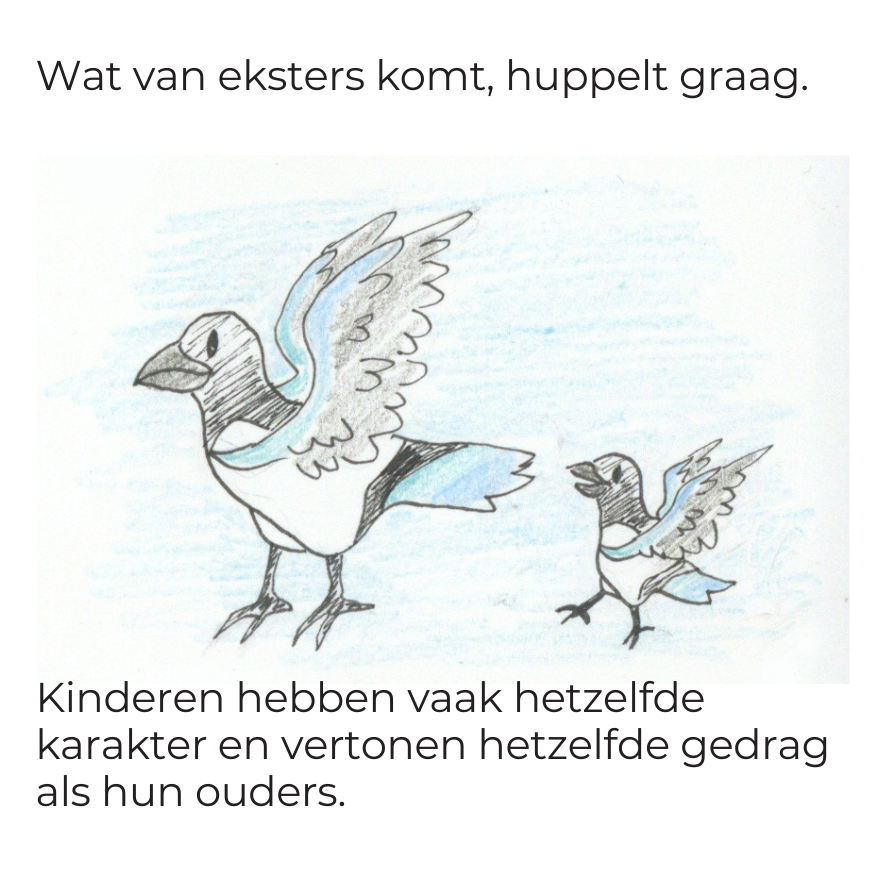 Wat van eksters komt, huppelt graag.
Kinderen hebben vaak hetzelfde
karakter en vertonen hetzelfde gedrag
als hun ouders.